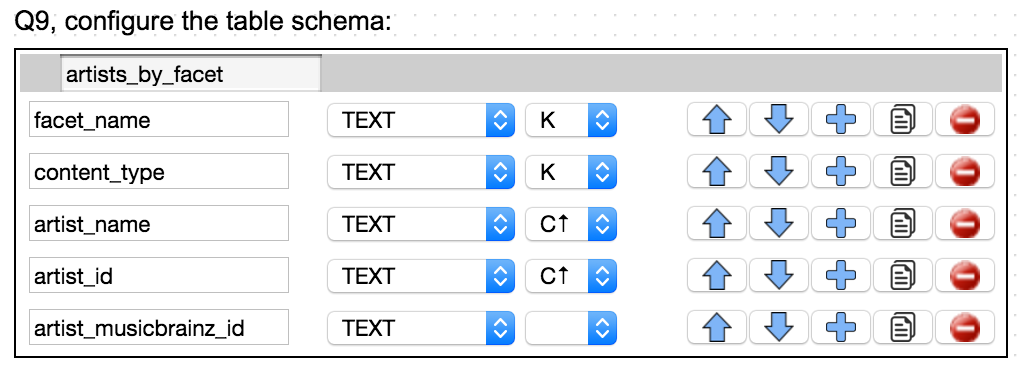 Q9, configure the table schema:
artists_by_facet
facet_name TEXT K
content_type TEXT K
artist_name TEXT C↑
artist_id TEXT C↑
artist_musicbrainz_id TEXT